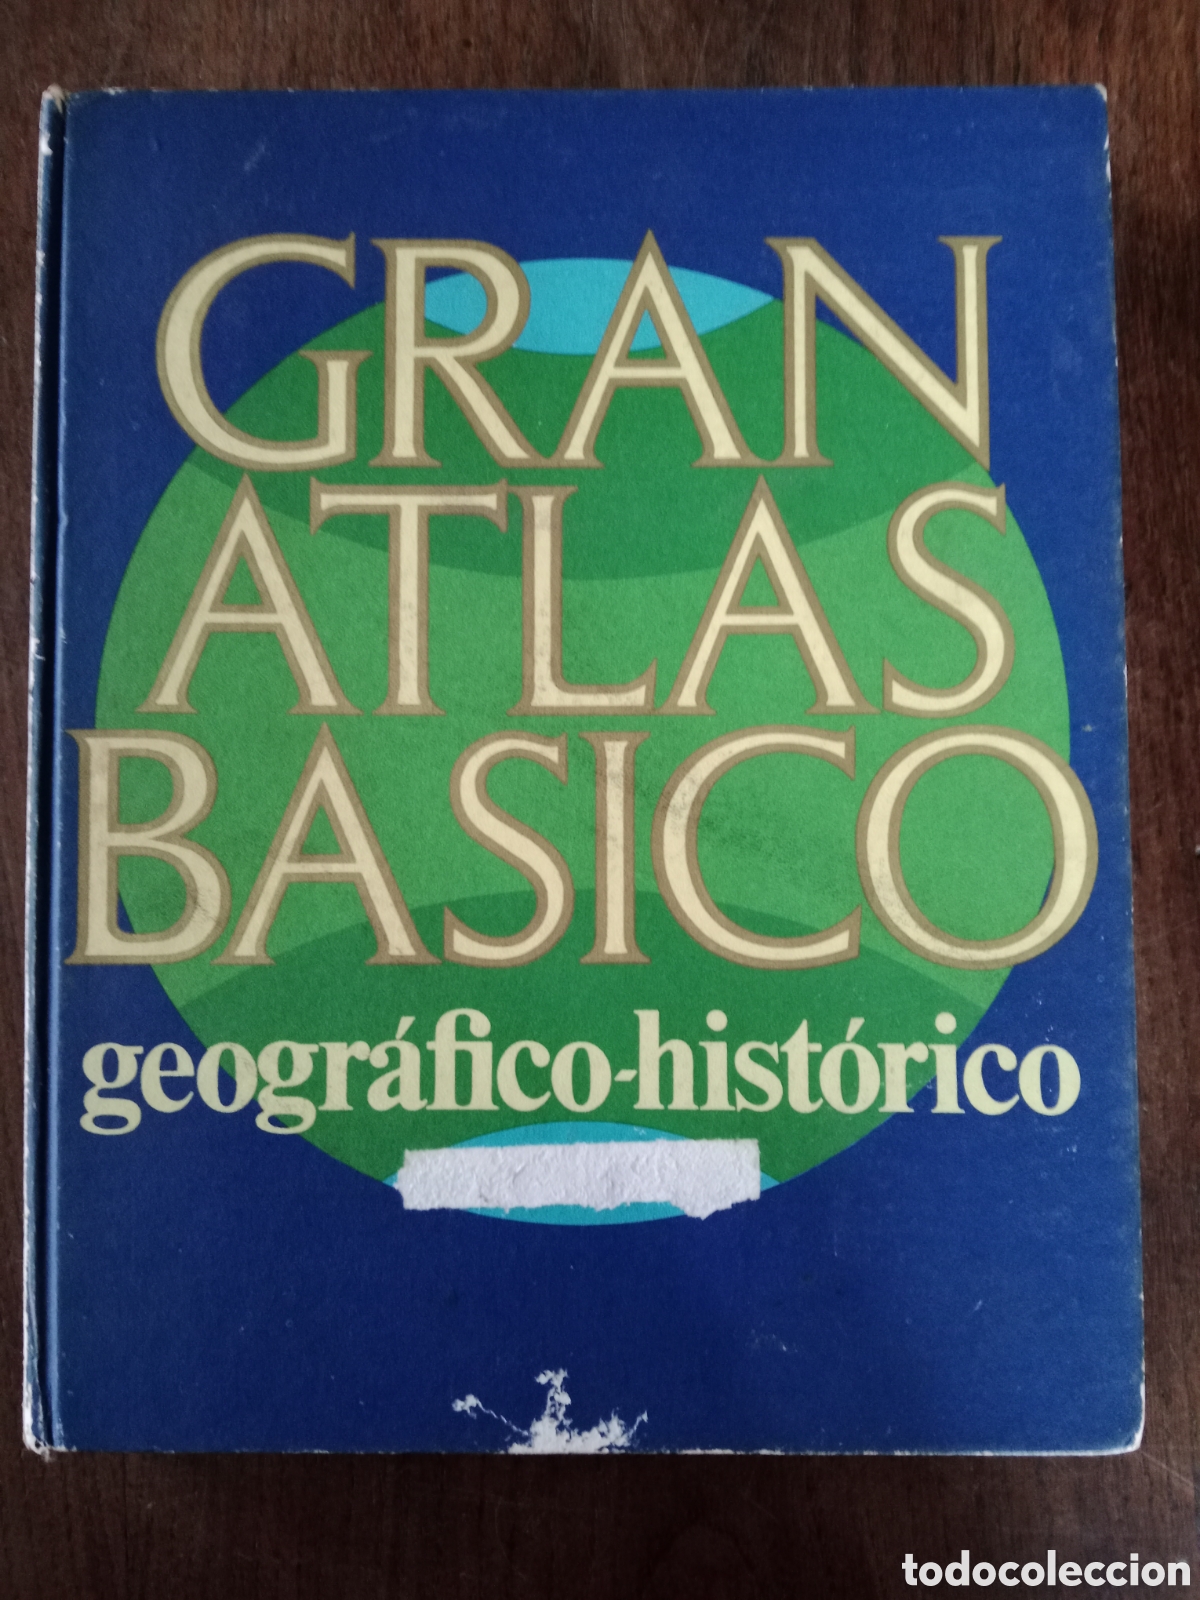 GRAN
ATLAS
BASICO
geográfico-histórico
todocoleccion